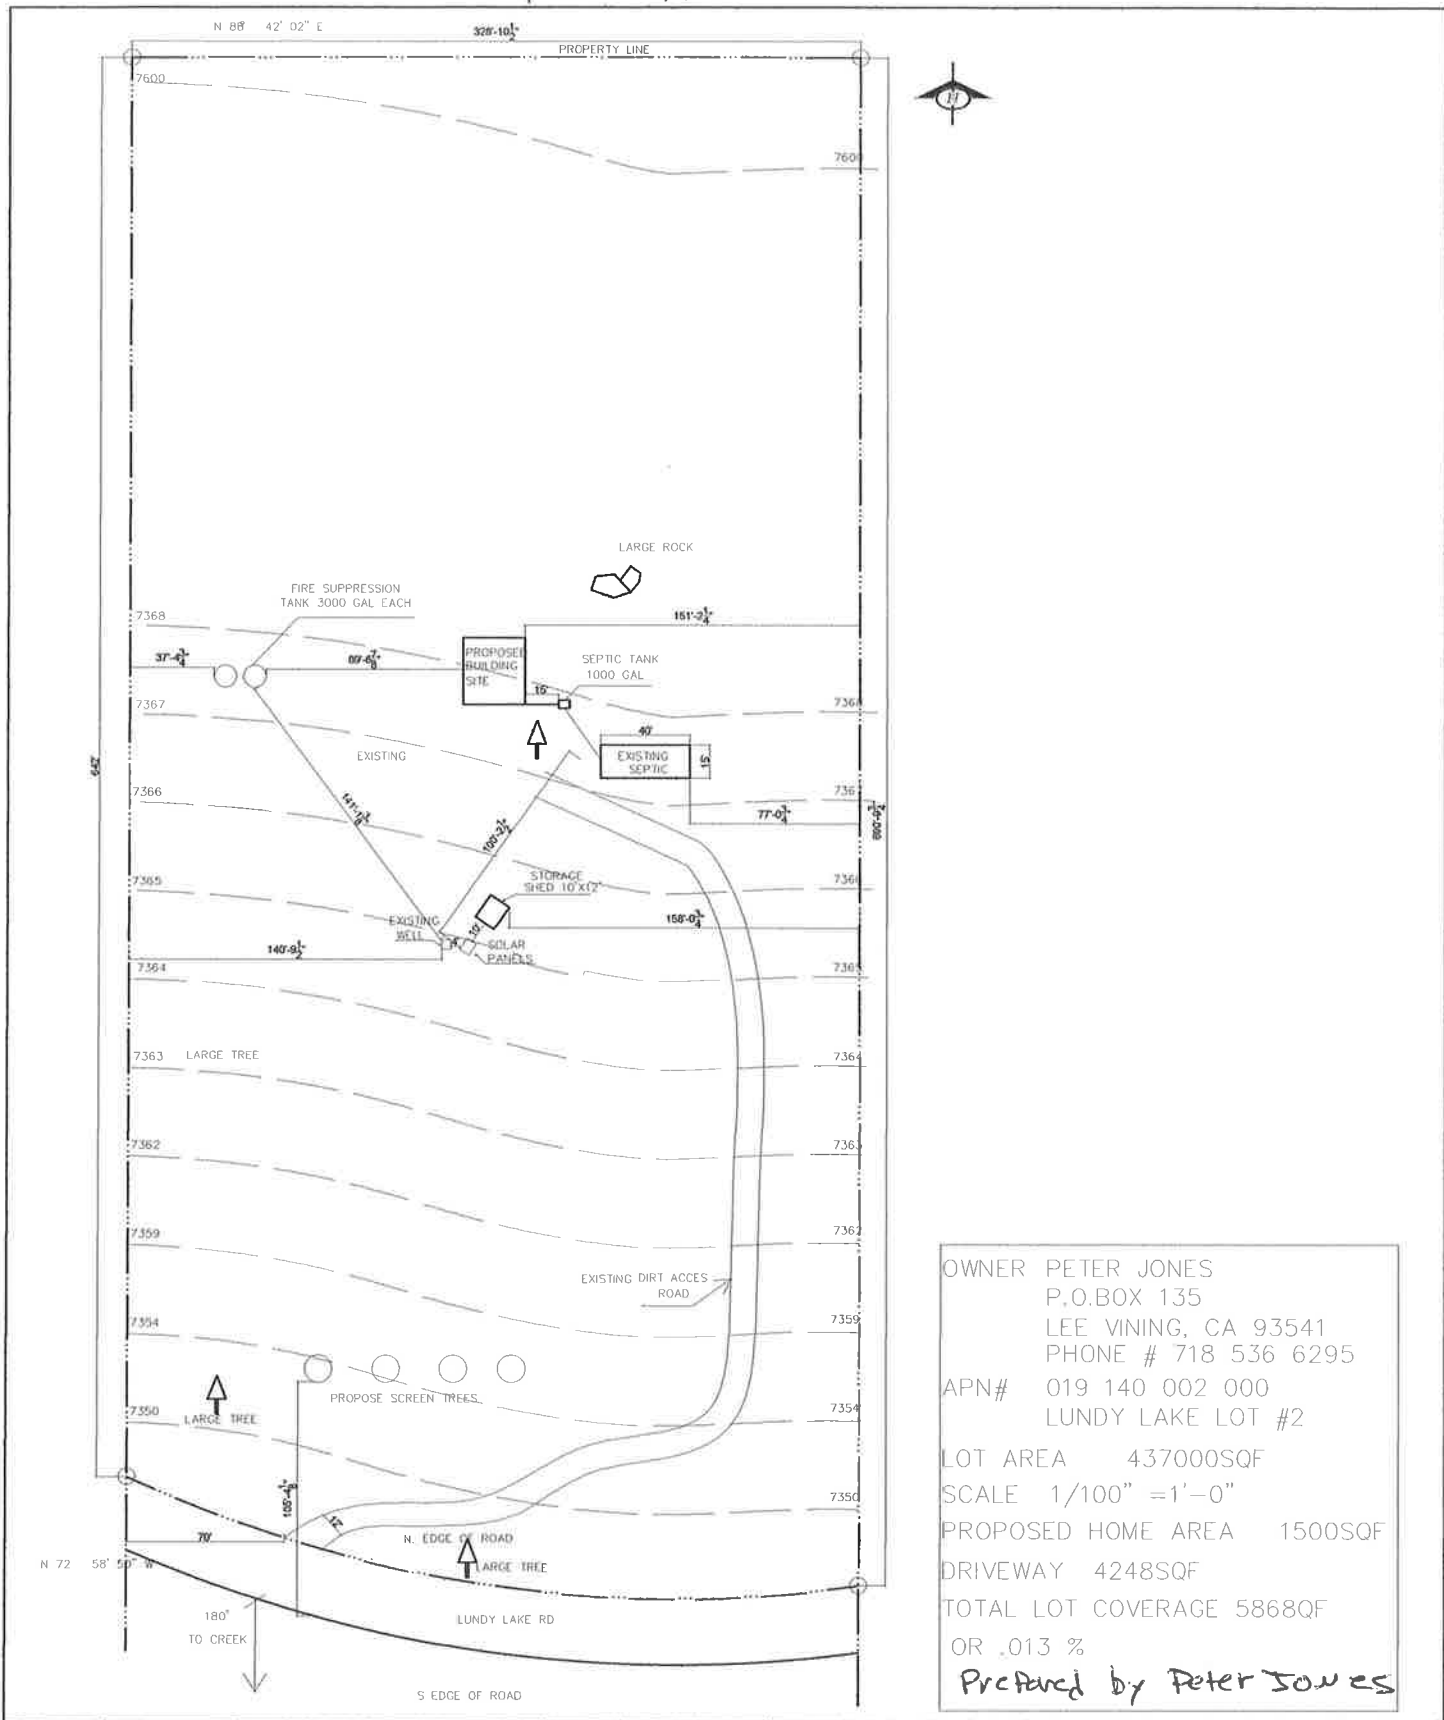 N 88° 42' 02" E
328'-10½"
PROPERTY LINE
N
7600
7600
LARGE ROCK
FIRE SUPPRESSION
TANK 3000 GAL EACH
7368
151'-2¼"
37'-4¾"
PROPOSED
BUILDING
SITE
SEPTIC TANK
1000 GAL
15'
7367
7368
40'
EXISTING
EXISTING
SEPTIC
15'
642'
7366
7367
77'-0¾"
100'-2½"
7365
STORAGE
SHED 10'X12'
7366
EXISTING
WELL
158'-0¾"
10'
SOLAR
PANELS
140'-9½"
7364
7365
7363 LARGE TREE
7364
7362
7363
7359
7362
EXISTING DIRT ACCES
ROAD
7354
7359
PROPOSE SCREEN TREES
7350
LARGE TREE
7354
7350
12'
70'
N. EDGE OF ROAD
LARGE TREE
N 72 58' 50" W
180'
TO CREEK
LUNDY LAKE RD
S EDGE OF ROAD
OWNER PETER JONES
P.O.BOX 135
LEE VINING, CA 93541
PHONE # 718 536 6295
APN# 019 140 002 000
LUNDY LAKE LOT #2
LOT AREA 437000SQF
SCALE 1/100" =1'-0"
PROPOSED HOME AREA 1500SQF
DRIVEWAY 4248SQF
TOTAL LOT COVERAGE 5868QF
OR .013 %
Prepared by Peter Jones